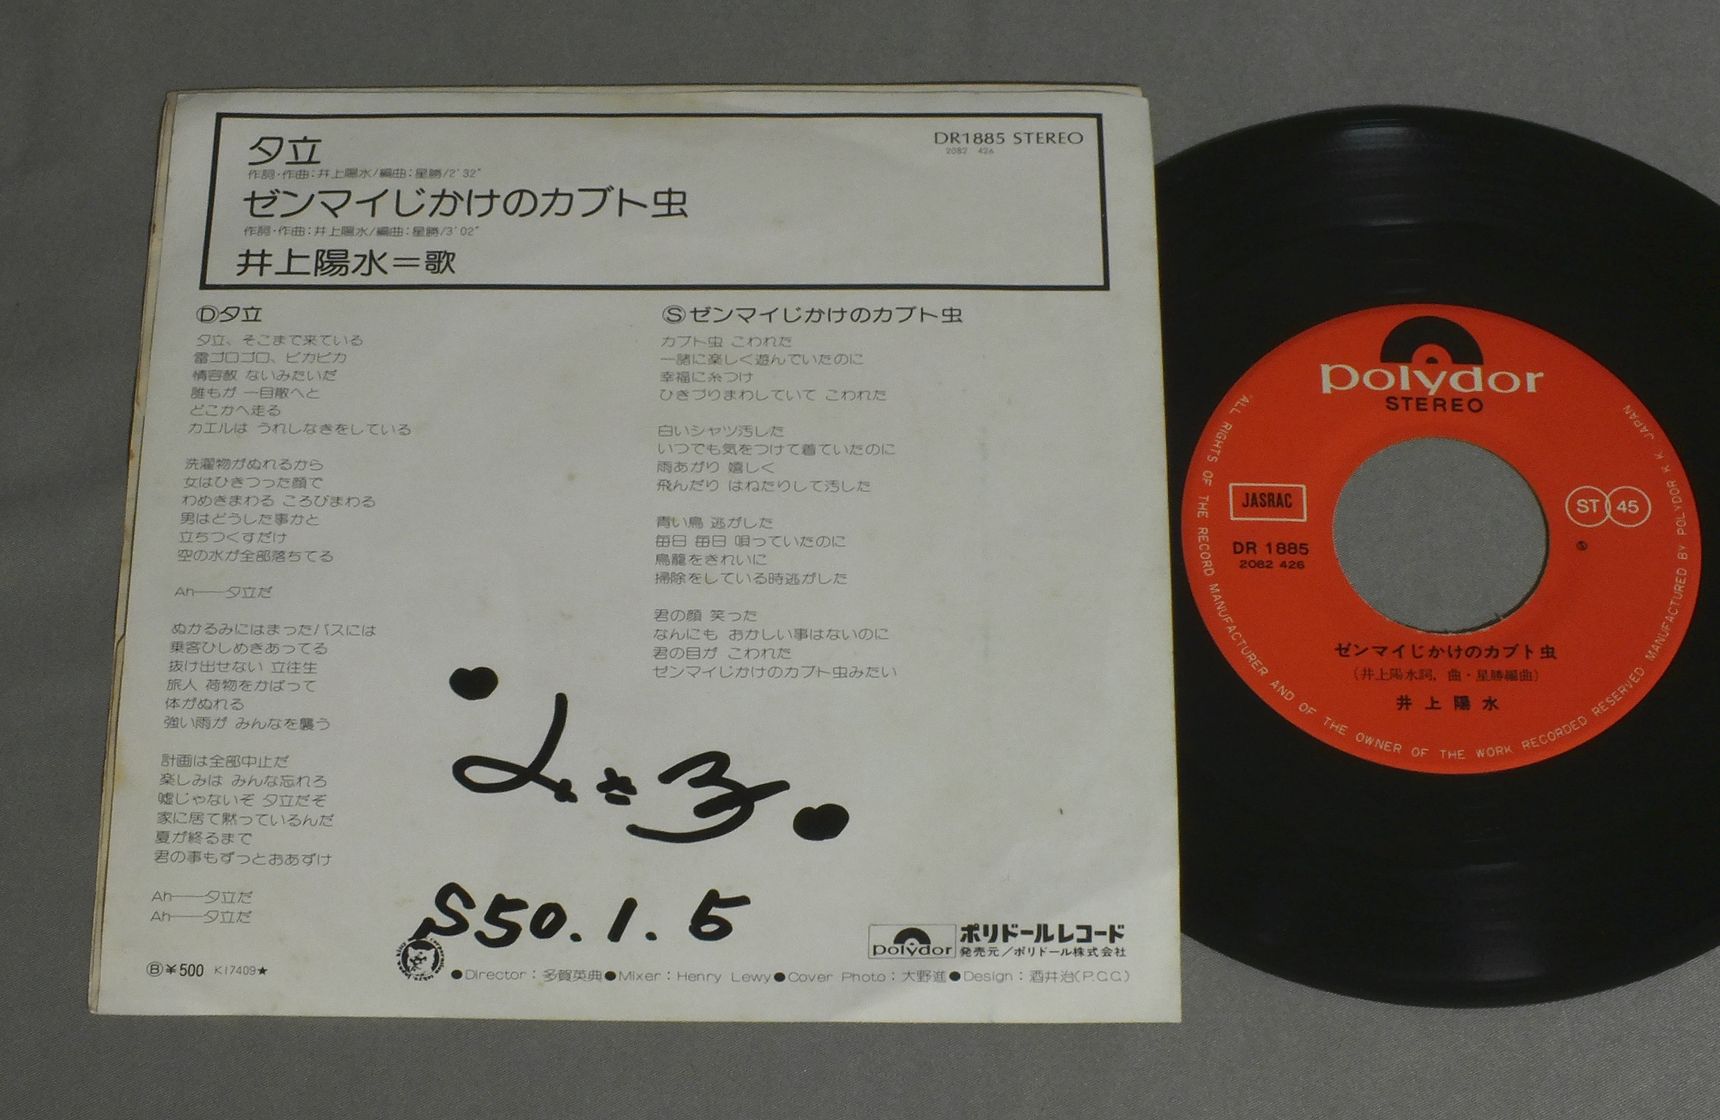 夕立
作詞・作曲:井上陽水/編曲:星勝/2'32"
ゼンマイじかけのカブト虫
作詞・作曲:井上陽水/編曲:星勝/3'02"
井上陽水=歌
DR1885 STEREO
2082 426
Ⓓ夕立
夕立、そこまで来ている
雷ゴロゴロ、ピカピカ
情容赦 ないみたいだ
誰もが 一目散へと
どこかへ走る
カエルは うれしなきをしている
洗濯物がぬれるから
女はひきつった顔で
わめきまわる ころびまわる
男はどうした事かと
立ちつくすだけ
空の水が全部落ちてる
Ah──夕立だ
ぬかるみにはまったバスには
乗客ひしめきあってる
抜け出せない 立往生
旅人 荷物をかばって
体がぬれる
強い雨が みんなを襲う
計画は全部中止だ
楽しみは みんな忘れろ
嘘じゃないぞ 夕立だぞ
家に居て黙っているんだ
夏が終るまで
君の事もずっとおあずけ
Ah──夕立だ
Ah──夕立だ
Ⓢゼンマイじかけのカブト虫
カブト虫 こわれた
一諸に楽しく遊んでいたのに
幸福に糸つけ
ひきづりまわしていて こわれた
白いシャツ汚した
いつでも気をつけて着ていたのに
雨あがり 嬉しく
飛んだり はねたりして汚した
青い鳥 逃がした
毎日 毎日 唄っていたのに
鳥籠をきれいに
掃除をしている時逃がした
君の顔 笑った
なんにも おかしい事はないのに
君の目が こわれた
ゼンマイじかけのカブト虫みたい
S50.1.5
Ⓑ¥500 K17409★
polydor
ポリドールレコード
発売元/ポリドール株式会社
●Director:多賀英典●Mixer:Henry Lewy●Cover Photo:大野進●Design:酒井治(P.C.C.)
polydor
STEREO
JASRAC
DR 1885
2082 426
ST 45
Ⓢ
ゼンマイじかけのカブト虫
(井上陽水詞, 曲・星勝編曲)
井上陽水
"ALL RIGHTS OF THE RECORD MANUFACTURER AND OF THE OWNER OF THE WORK RECORDED RESERVED" MANUFACTURED BY POLYDOR K.K. JAPAN